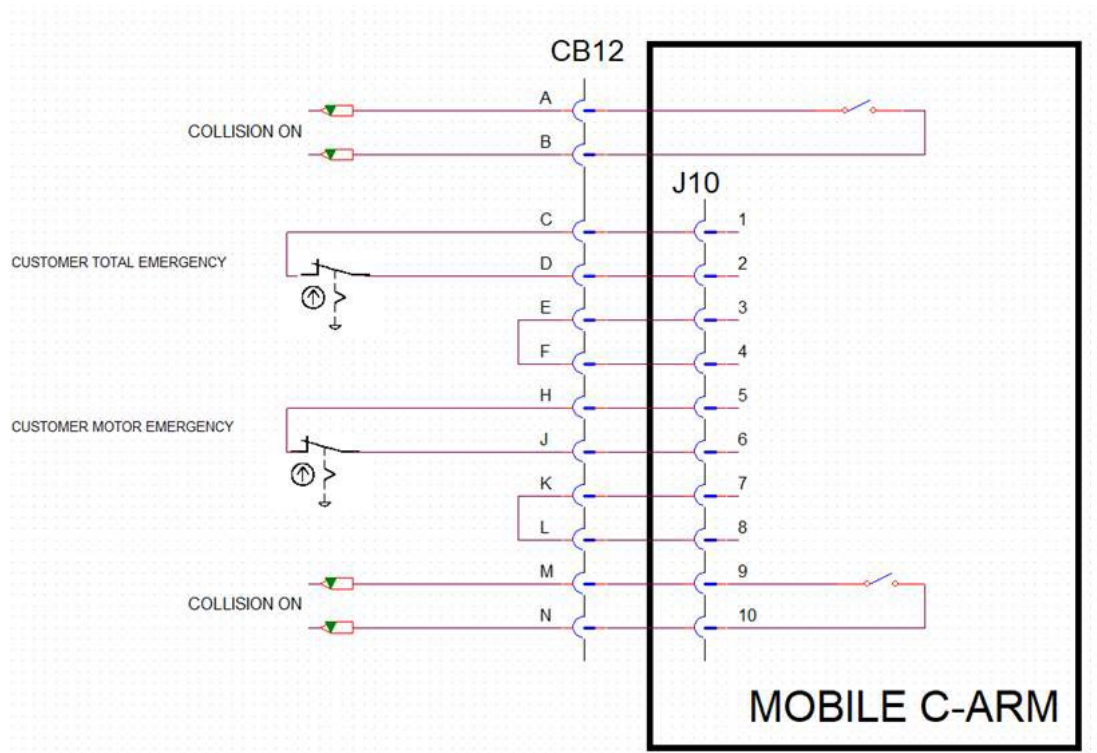 CB12
A
COLLISION ON
B
J10
C
1
CUSTOMER TOTAL EMERGENCY
D
2
E
3
F
4
H
5
CUSTOMER MOTOR EMERGENCY
J
6
K
7
L
8
M
9
COLLISION ON
N
10
MOBILE C-ARM